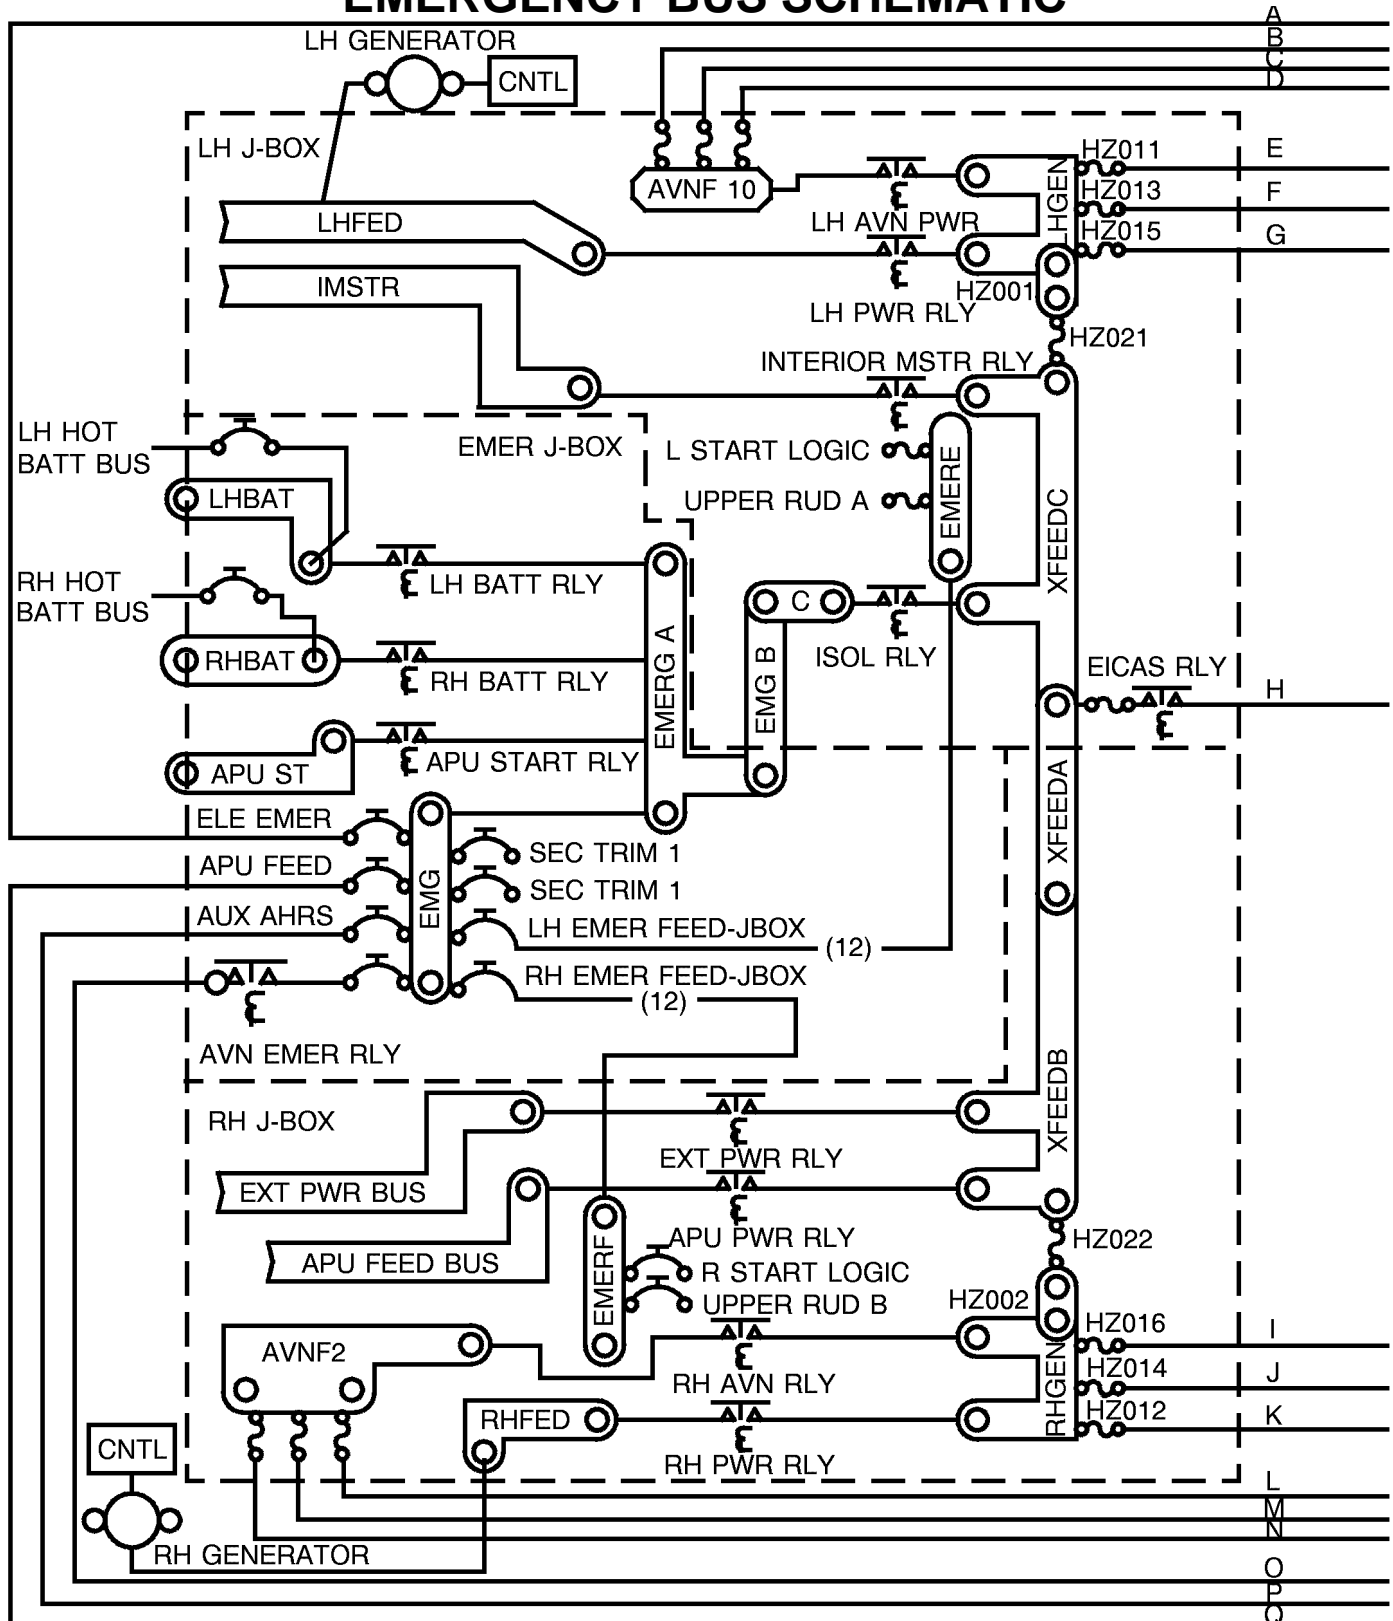 EMERGENCY BUS SCHEMATIC
A
B
C
D
LH GENERATOR
CNTL
LH J-BOX
AVNF 10
LH AVN PWR
LHGEN
HZ011
E
HZ013
F
HZ015
G
LHFED
IMSTR
HZ001
LH PWR RLY
HZ021
INTERIOR MSTR RLY
LH HOT
BATT BUS
EMER J-BOX
L START LOGIC
UPPER RUD A
EMERE
XFEEDC
LHBAT
LH BATT RLY
RH HOT
BATT BUS
RHBAT
RH BATT RLY
EMERG A
EMG B
C
ISOL RLY
EICAS RLY
H
APU ST
APU START RLY
XFEEDA
ELE EMER
APU FEED
AUX AHRS
EMG
SEC TRIM 1
SEC TRIM 1
LH EMER FEED-JBOX
(12)
RH EMER FEED-JBOX
(12)
AVN EMER RLY
RH J-BOX
XFEEDB
EXT PWR RLY
EXT PWR BUS
APU PWR RLY
APU FEED BUS
EMERF
R START LOGIC
UPPER RUD B
HZ022
HZ002
HZ016
I
HZ014
J
HZ012
K
RHGEN
AVNF2
RH AVN RLY
RHFED
RH PWR RLY
CNTL
RH GENERATOR
L
M
N
O
P
Q